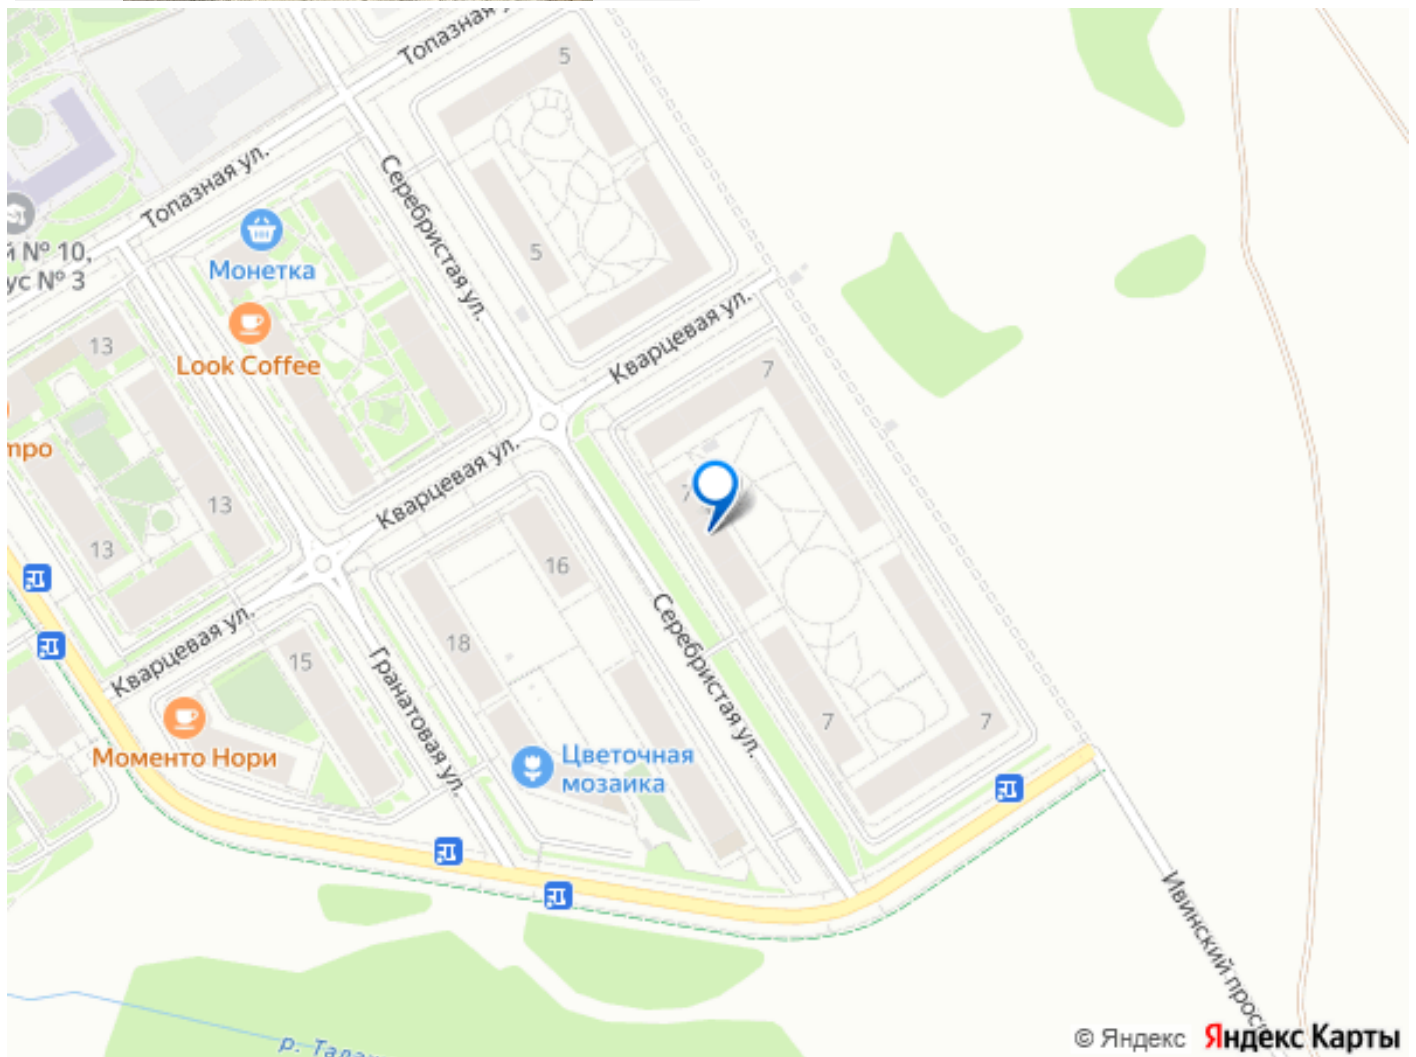 Топазная ул.
5
Топазная ул.
Серебристая ул.
й № 10,
ус № 3
Монетка
5
Look Coffee
Кварцевая ул.
13
7
Кварцевая ул.
7
13
13
16
Кварцевая ул.
15
18
Гранатовая ул.
Серебристая ул.
7
7
Моменто Нори
Цветочная
мозаика
Ивинский
© Яндекс Яндекс Карты